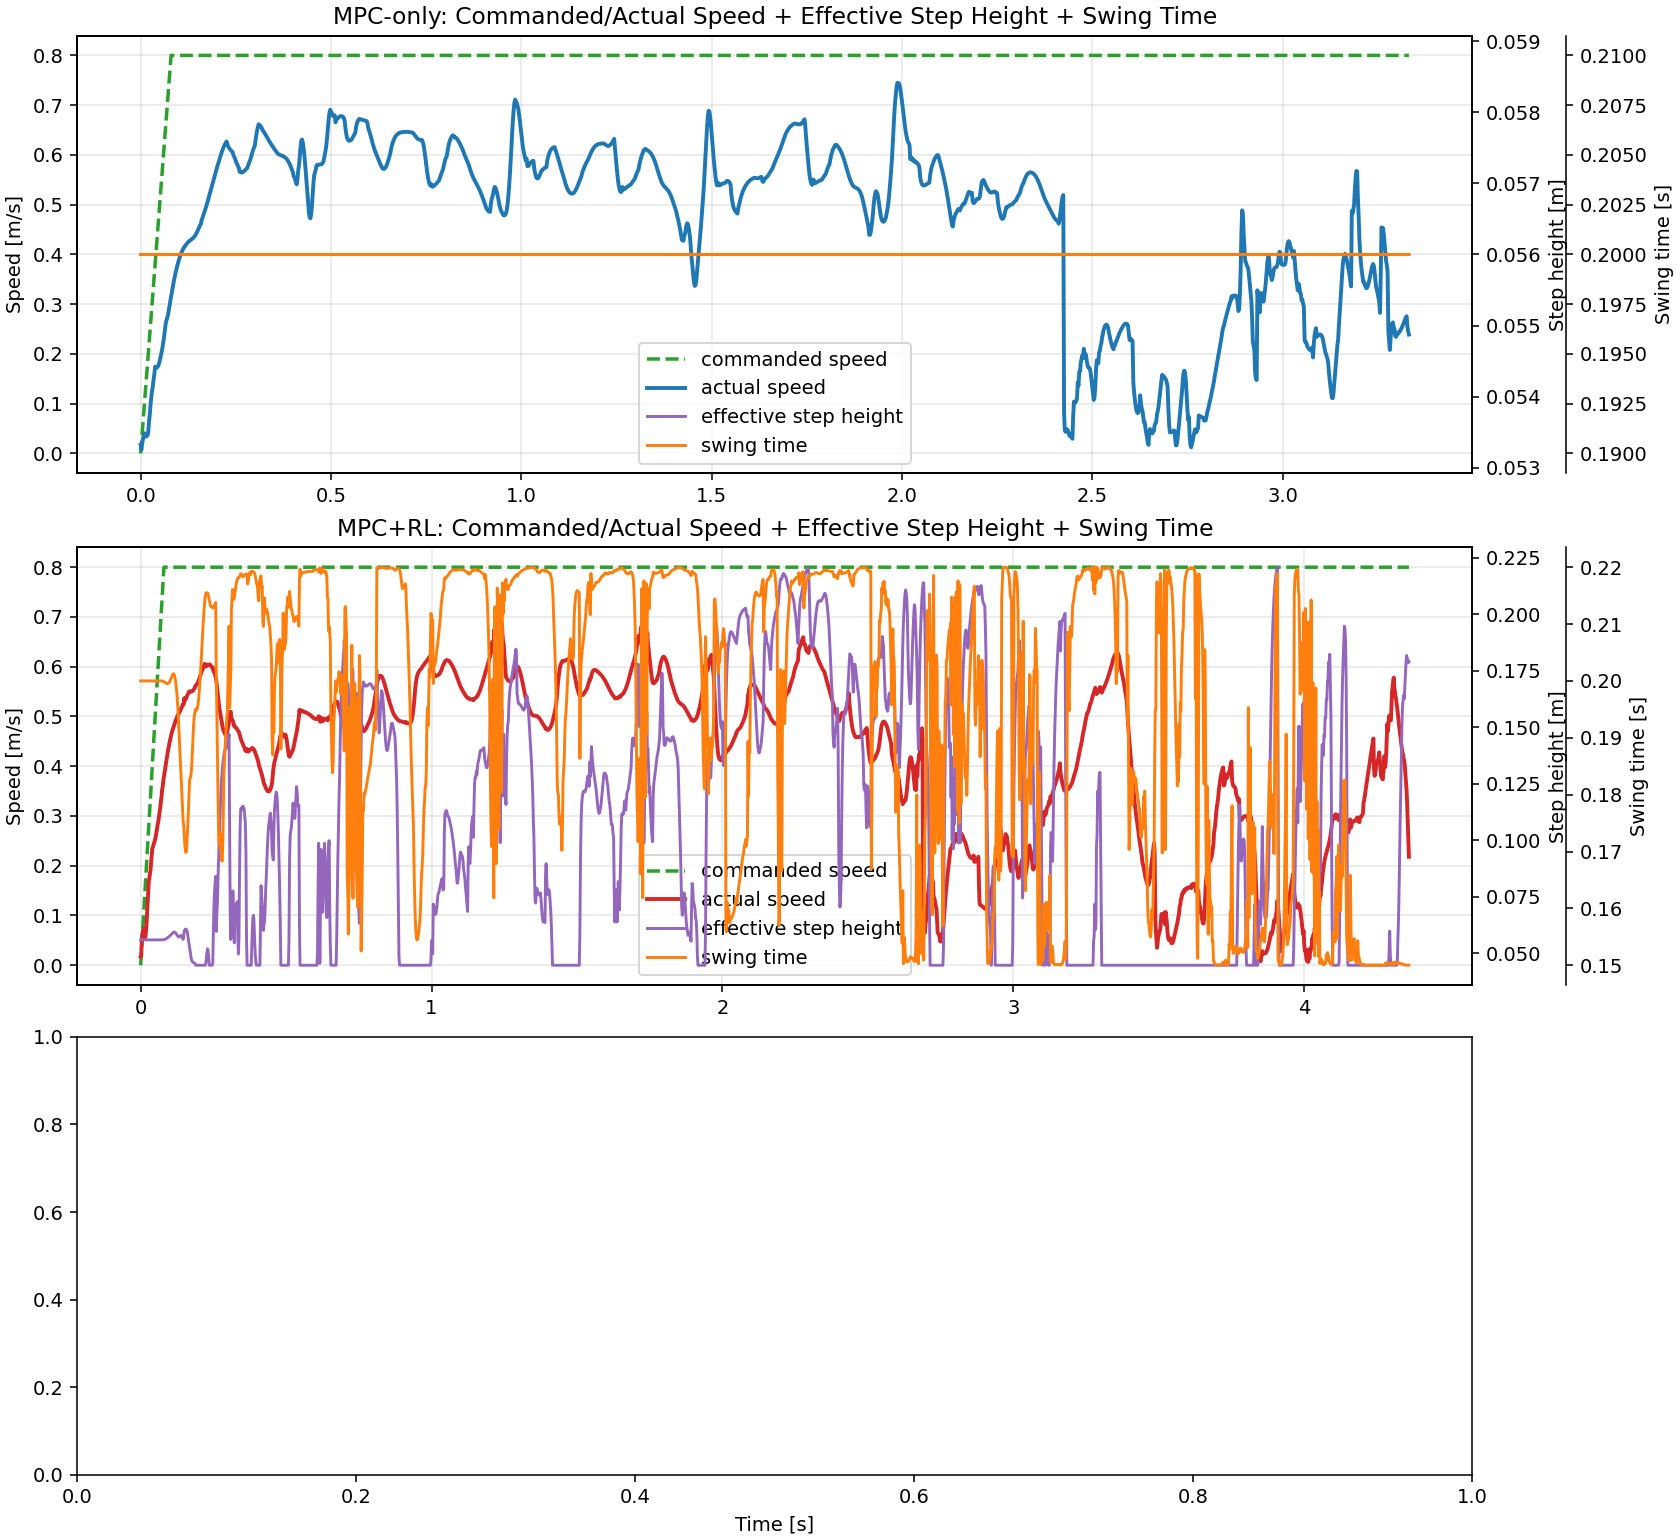 MPC-only: Commanded/Actual Speed + Effective Step Height + Swing Time
Speed [m/s]
0.8
0.7
0.6
0.5
0.4
0.3
0.2
0.1
0.0
0.0 0.5 1.0 1.5 2.0 2.5 3.0
commanded speed
actual speed
effective step height
swing time
0.059
0.058
0.057
0.056
0.055
0.054
0.053
Step height [m]
0.2100
0.2075
0.2050
0.2025
0.2000
0.1975
0.1950
0.1925
0.1900
Swing time [s]
MPC+RL: Commanded/Actual Speed + Effective Step Height + Swing Time
Speed [m/s]
0.8
0.7
0.6
0.5
0.4
0.3
0.2
0.1
0.0
0 1 2 3 4
commanded speed
actual speed
effective step height
swing time
0.225
0.200
0.175
0.150
0.125
0.100
0.075
0.050
Step height [m]
0.22
0.21
0.20
0.19
0.18
0.17
0.16
0.15
Swing time [s]
1.0
0.8
0.6
0.4
0.2
0.0
0.0 0.2 0.4 0.6 0.8 1.0
Time [s]